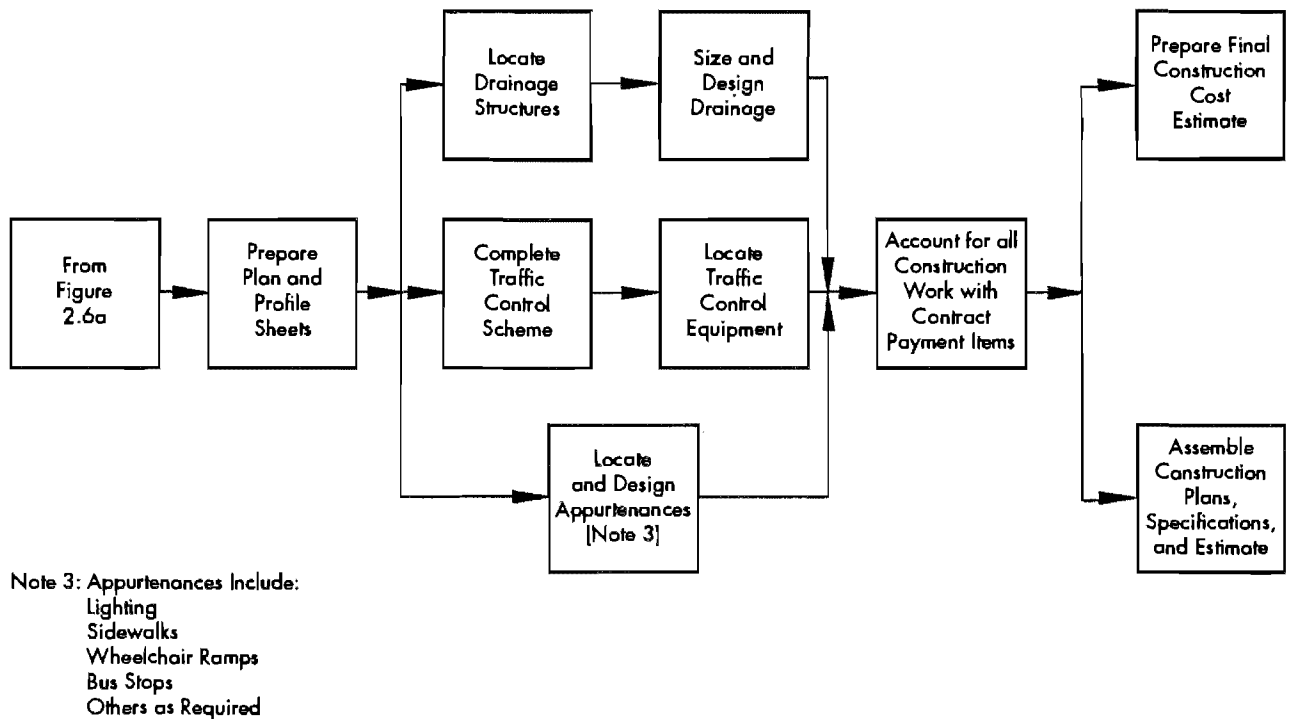 Locate
Drainage
Structures
Size and
Design
Drainage
Prepare Final
Construction
Cost
Estimate
From
Figure
2.6a
Prepare
Plan and
Profile
Sheets
Complete
Traffic
Control
Scheme
Locate
Traffic
Control
Equipment
Account for all
Construction
Work with
Contract
Payment Items
Locate
and Design
Appurtenances
[Note 3]
Assemble
Construction
Plans,
Specifications,
and Estimate
Note 3: Appurtenances Include:
Lighting
Sidewalks
Wheelchair Ramps
Bus Stops
Others as Required